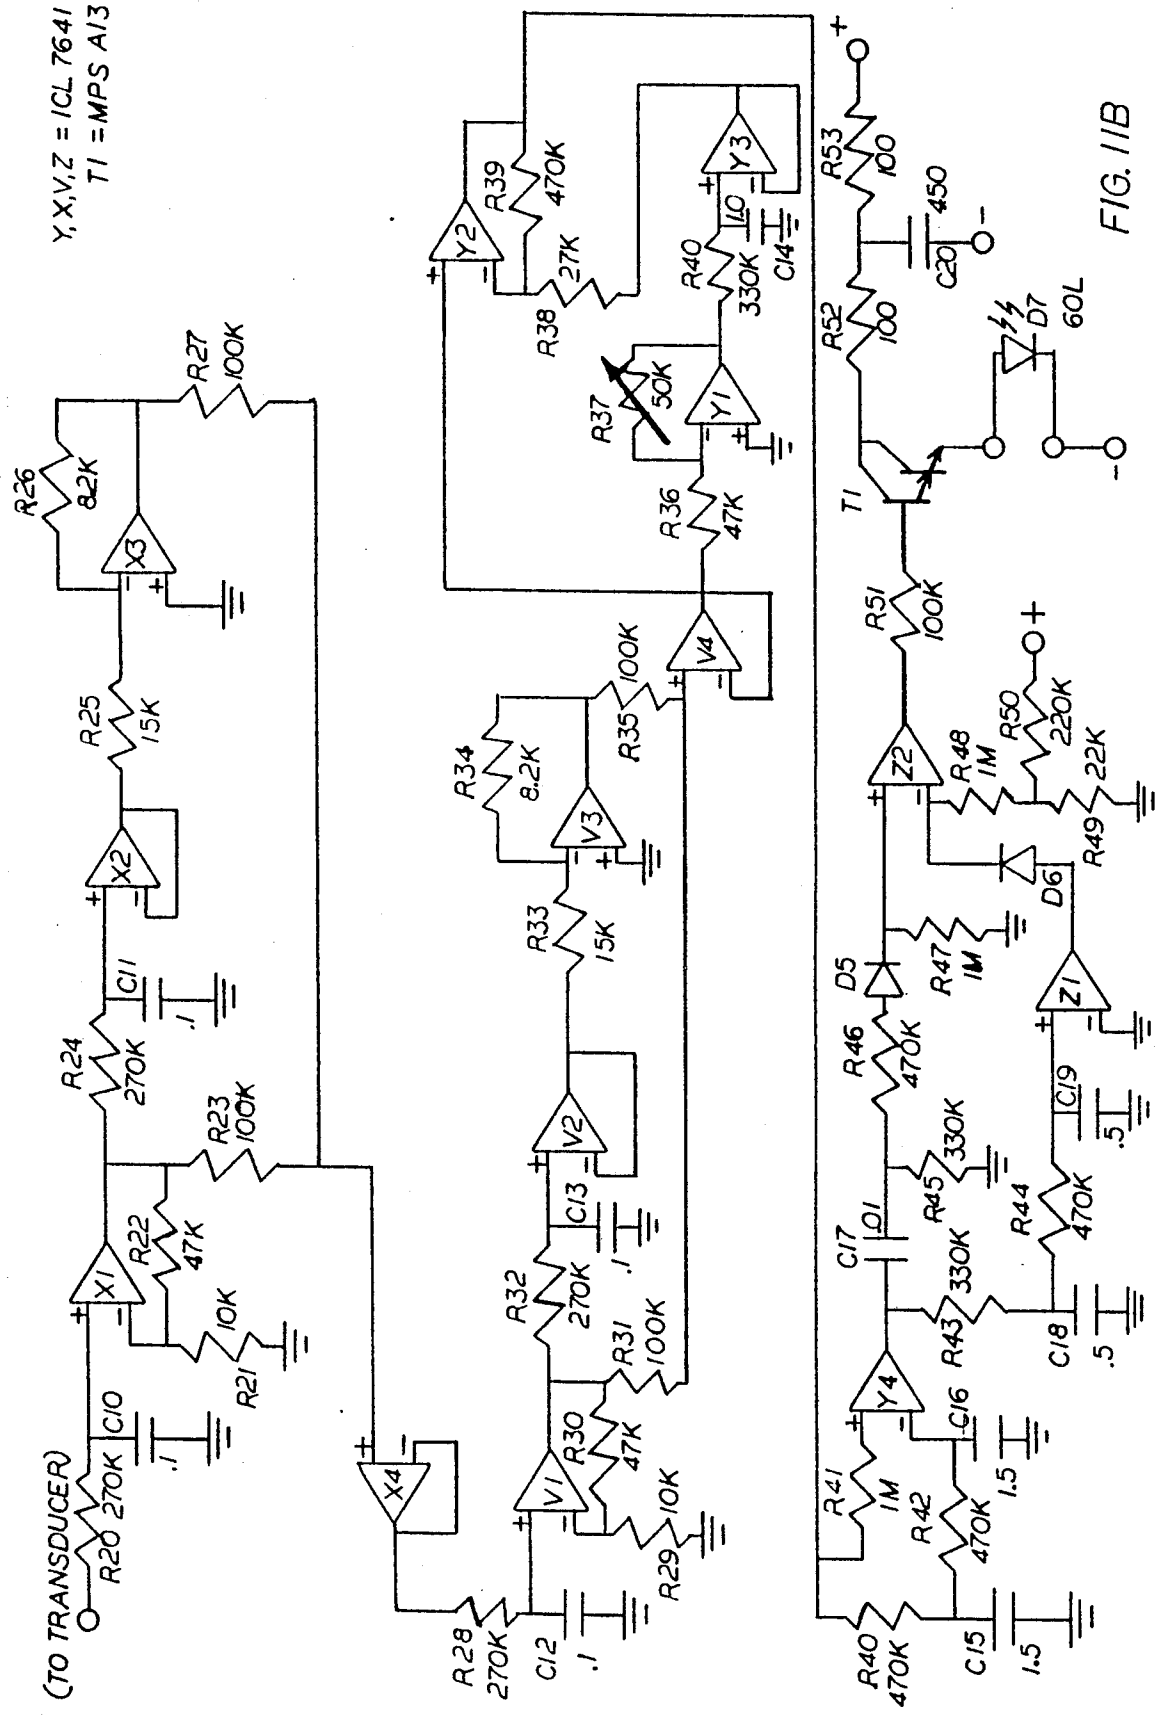 Y,X,V,Z = ICL 7641
T1 = MPS A13
(TO TRANSDUCER)
R20 270K
C10
.1
X1
+
−
R21
10K
R22
47K
R23
100K
R24
270K
C11
.1
X2
+
−
R25
15K
X3
−
+
R26
8.2K
R27
100K
X4
+
−
R28
270K
C12
.1
V1
+
−
R29
10K
R30
47K
R31
100K
R32
270K
C13
.1
V2
+
−
R33
15K
V3
−
+
R34
8.2K
R35
100K
V4
+
−
R36
47K
Y1
−
+
R37
50K
R38
27K
Y2
+
−
R39
470K
R40
330K
1.0
C14
Y3
+
−
R40
470K
C15
1.5
R41
1M
R42
470K
C16
1.5
Y4
+
−
C17
.01
R43
330K
C18
.5
R44
470K
R45
330K
C19
.5
R46
470K
D5
R47
1M
Z1
+
−
D6
Z2
+
−
R48
1M
R49
22K
R50
220K
+
R51
100K
T1
R52
100
R53
100
+
C20
450
−
D7
60L
−
FIG. 11B